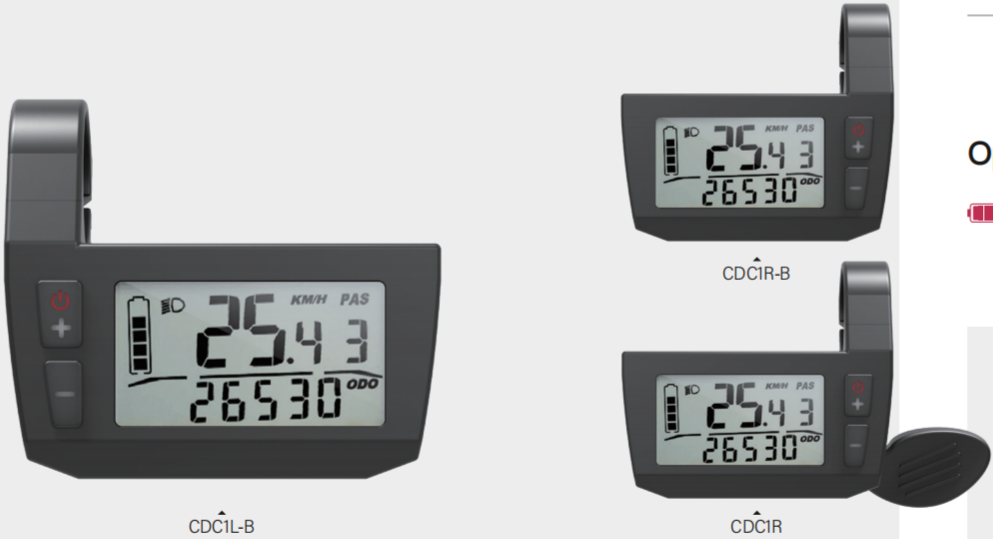 KM/H PAS
25.4 3
26530 ODO
CDC1L-B
KM/H PAS
25.4 3
26530 ODO
CDC1R-B
KM/H PAS
25.4 3
26530 ODO
CDC1R